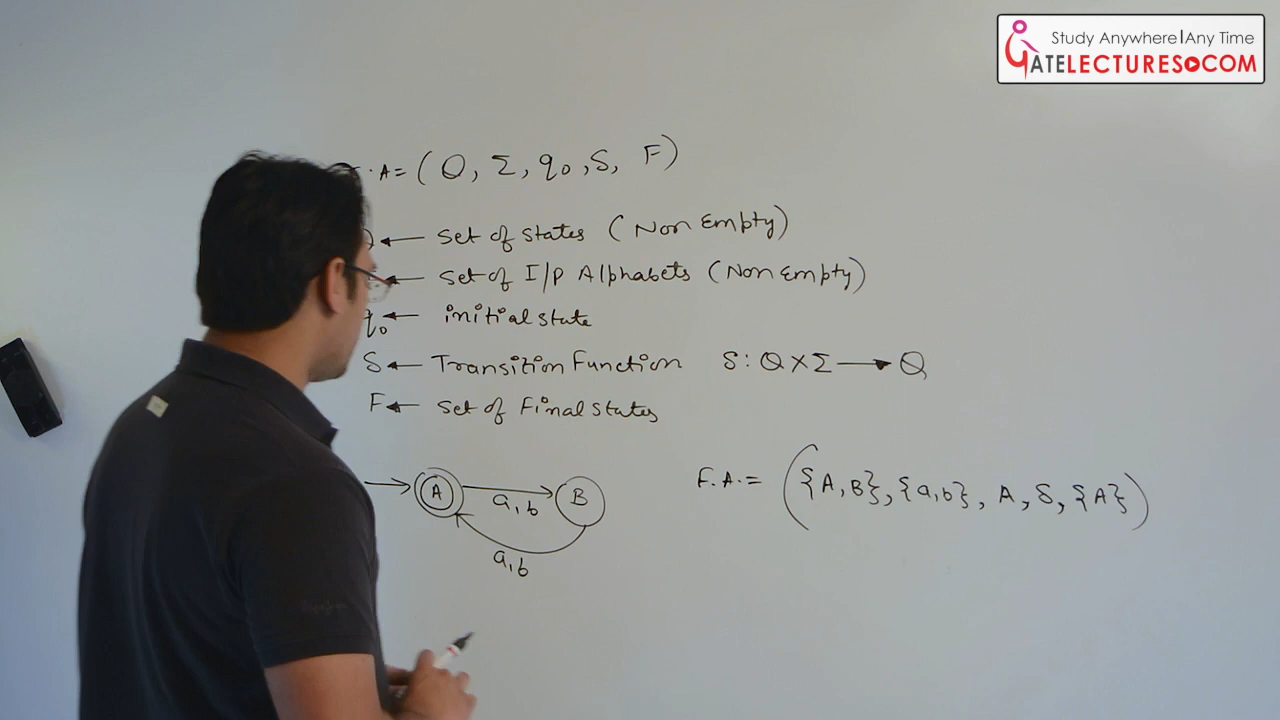 Study Anywhere|Any Time
GATELECTURES.COM
. A = ( Q, Σ, q0, δ, F )
← Set of states (Non Empty)
← Set of I/p Alphabets (Non Empty)
q0 ← initial state
δ ← Transition Function δ : Q X Σ → Q
F ← Set of Final States
→ A a,b B
a,b
F.A. = ( {A, B}, {a,b}, A, δ, {A} )